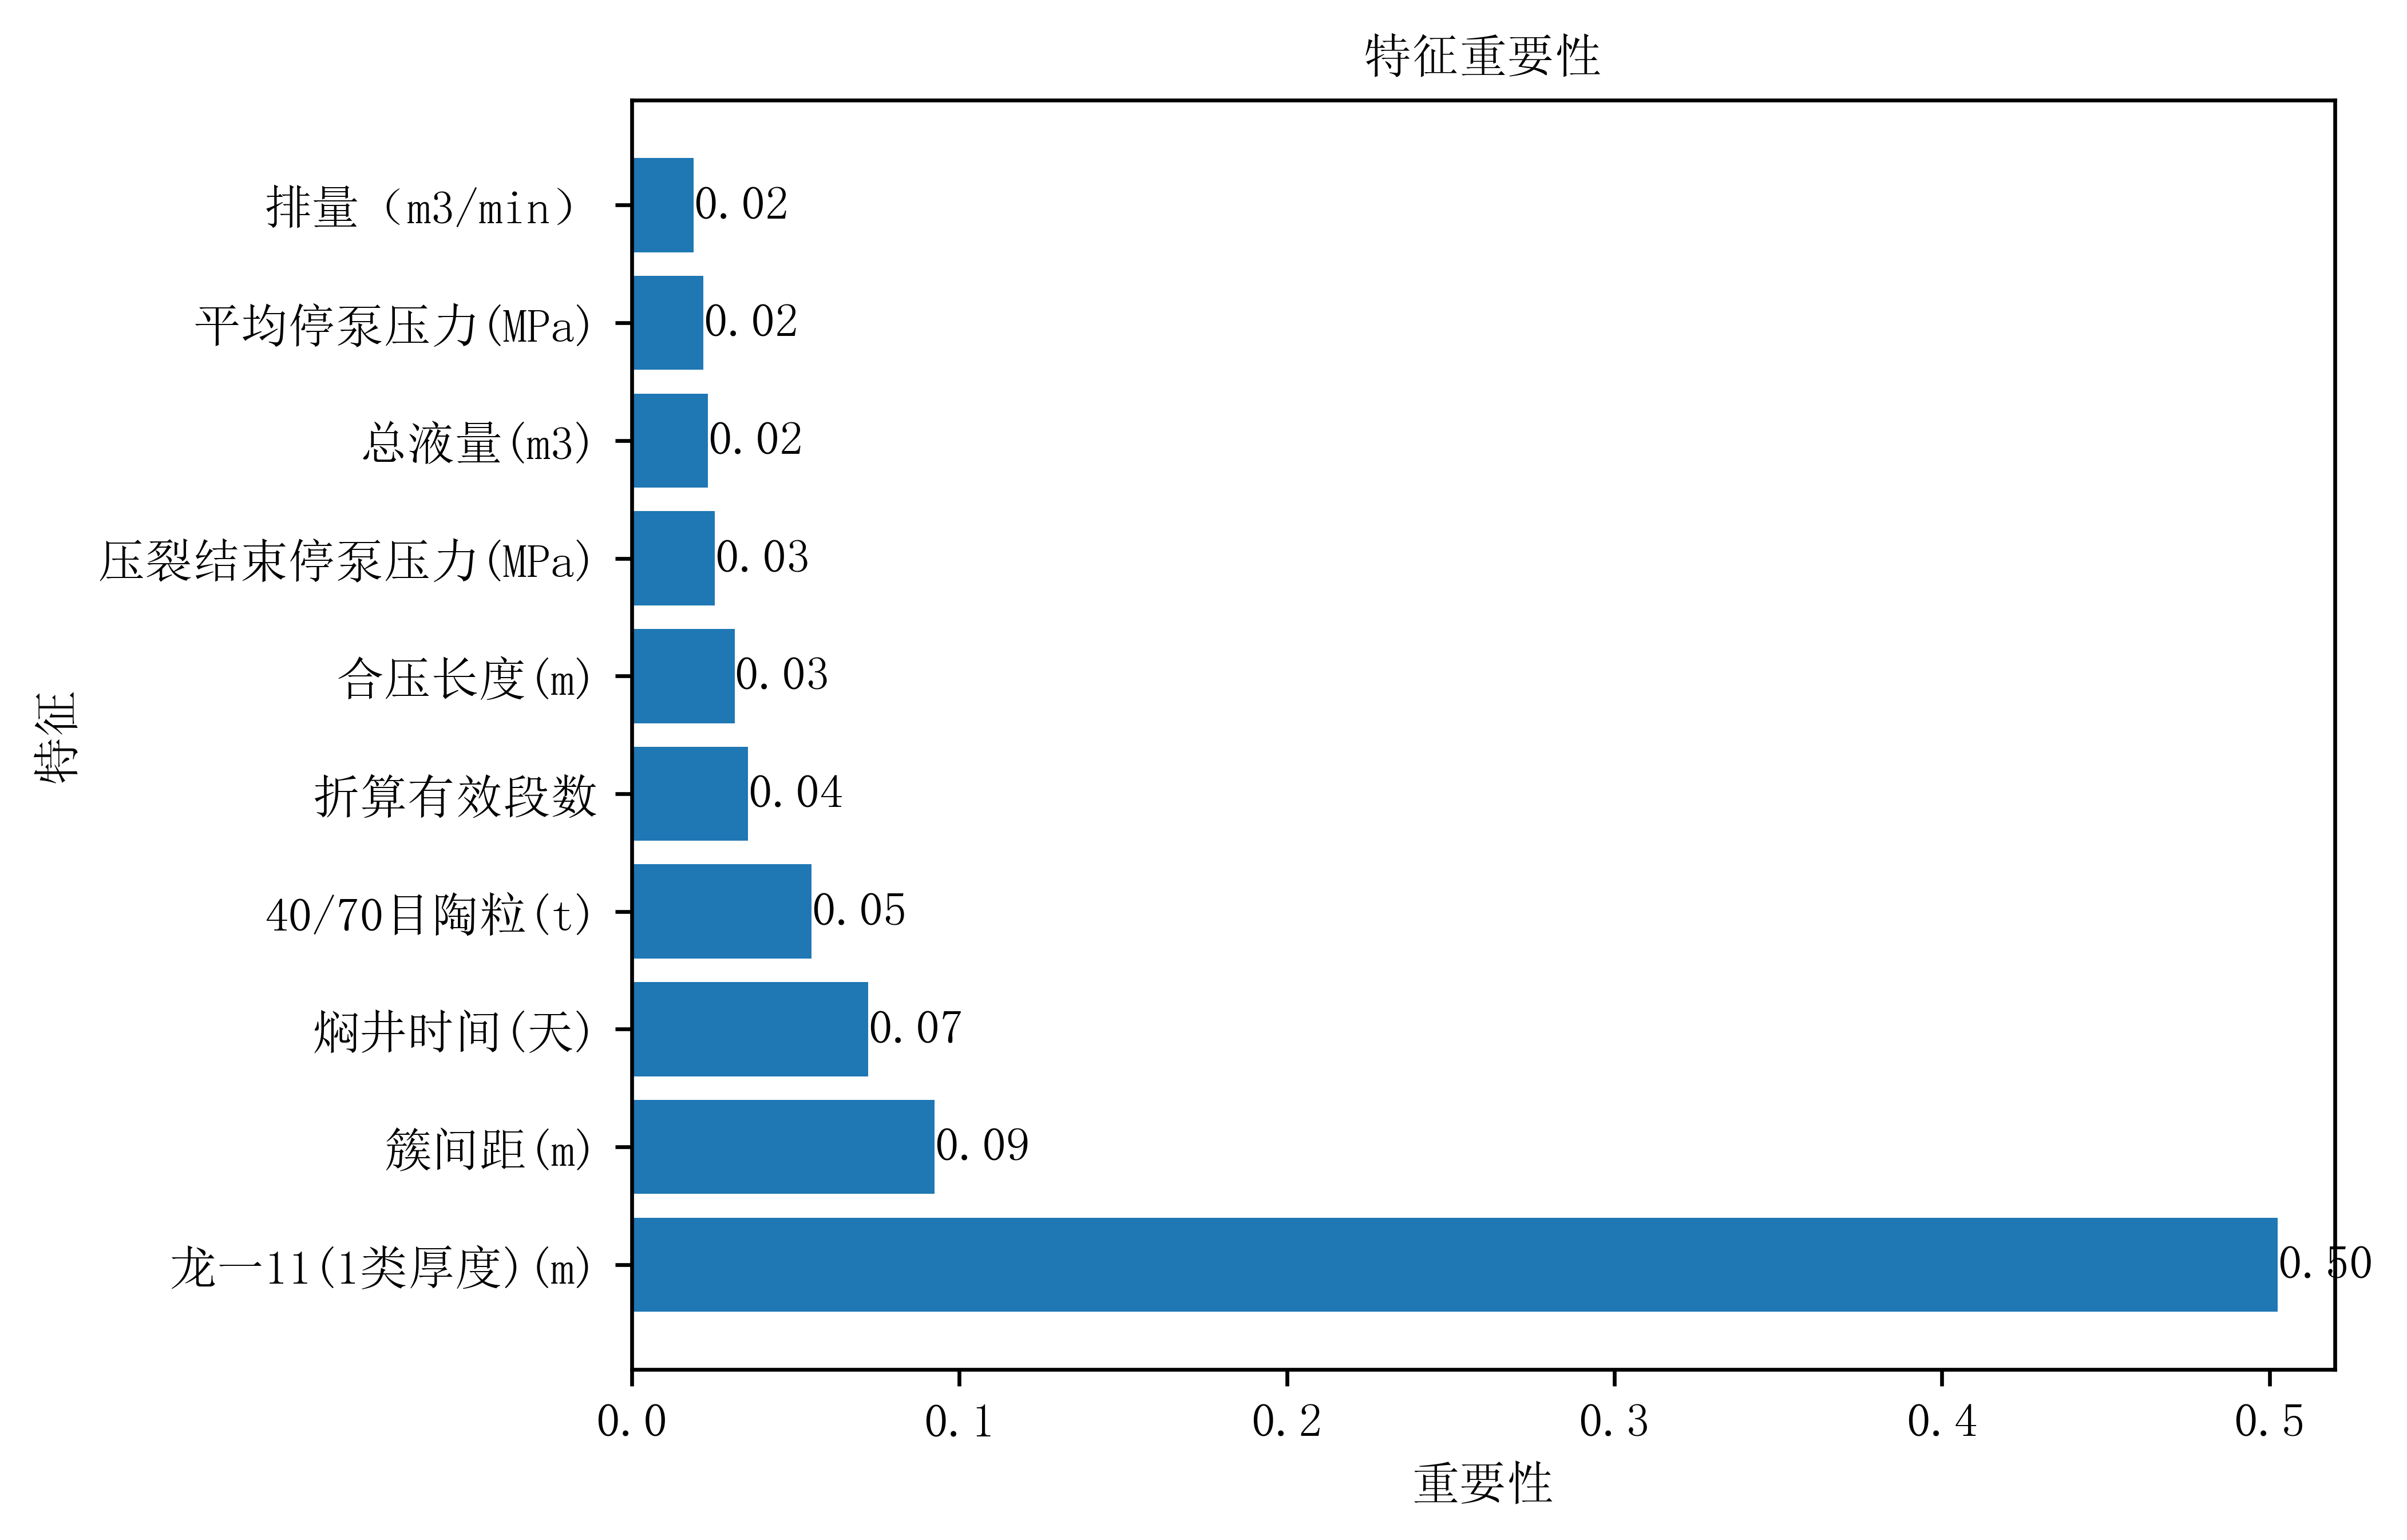 特征重要性
排量（m3/min）
0.02
平均停泵压力(MPa)
0.02
总液量(m3)
0.02
压裂结束停泵压力(MPa)
0.03
合压长度(m)
0.03
折算有效段数
0.04
40/70目陶粒(t)
0.05
焖井时间(天)
0.07
簇间距(m)
0.09
龙一11(1类厚度)(m)
0.50
特征
0.0
0.1
0.2
0.3
0.4
0.5
重要性